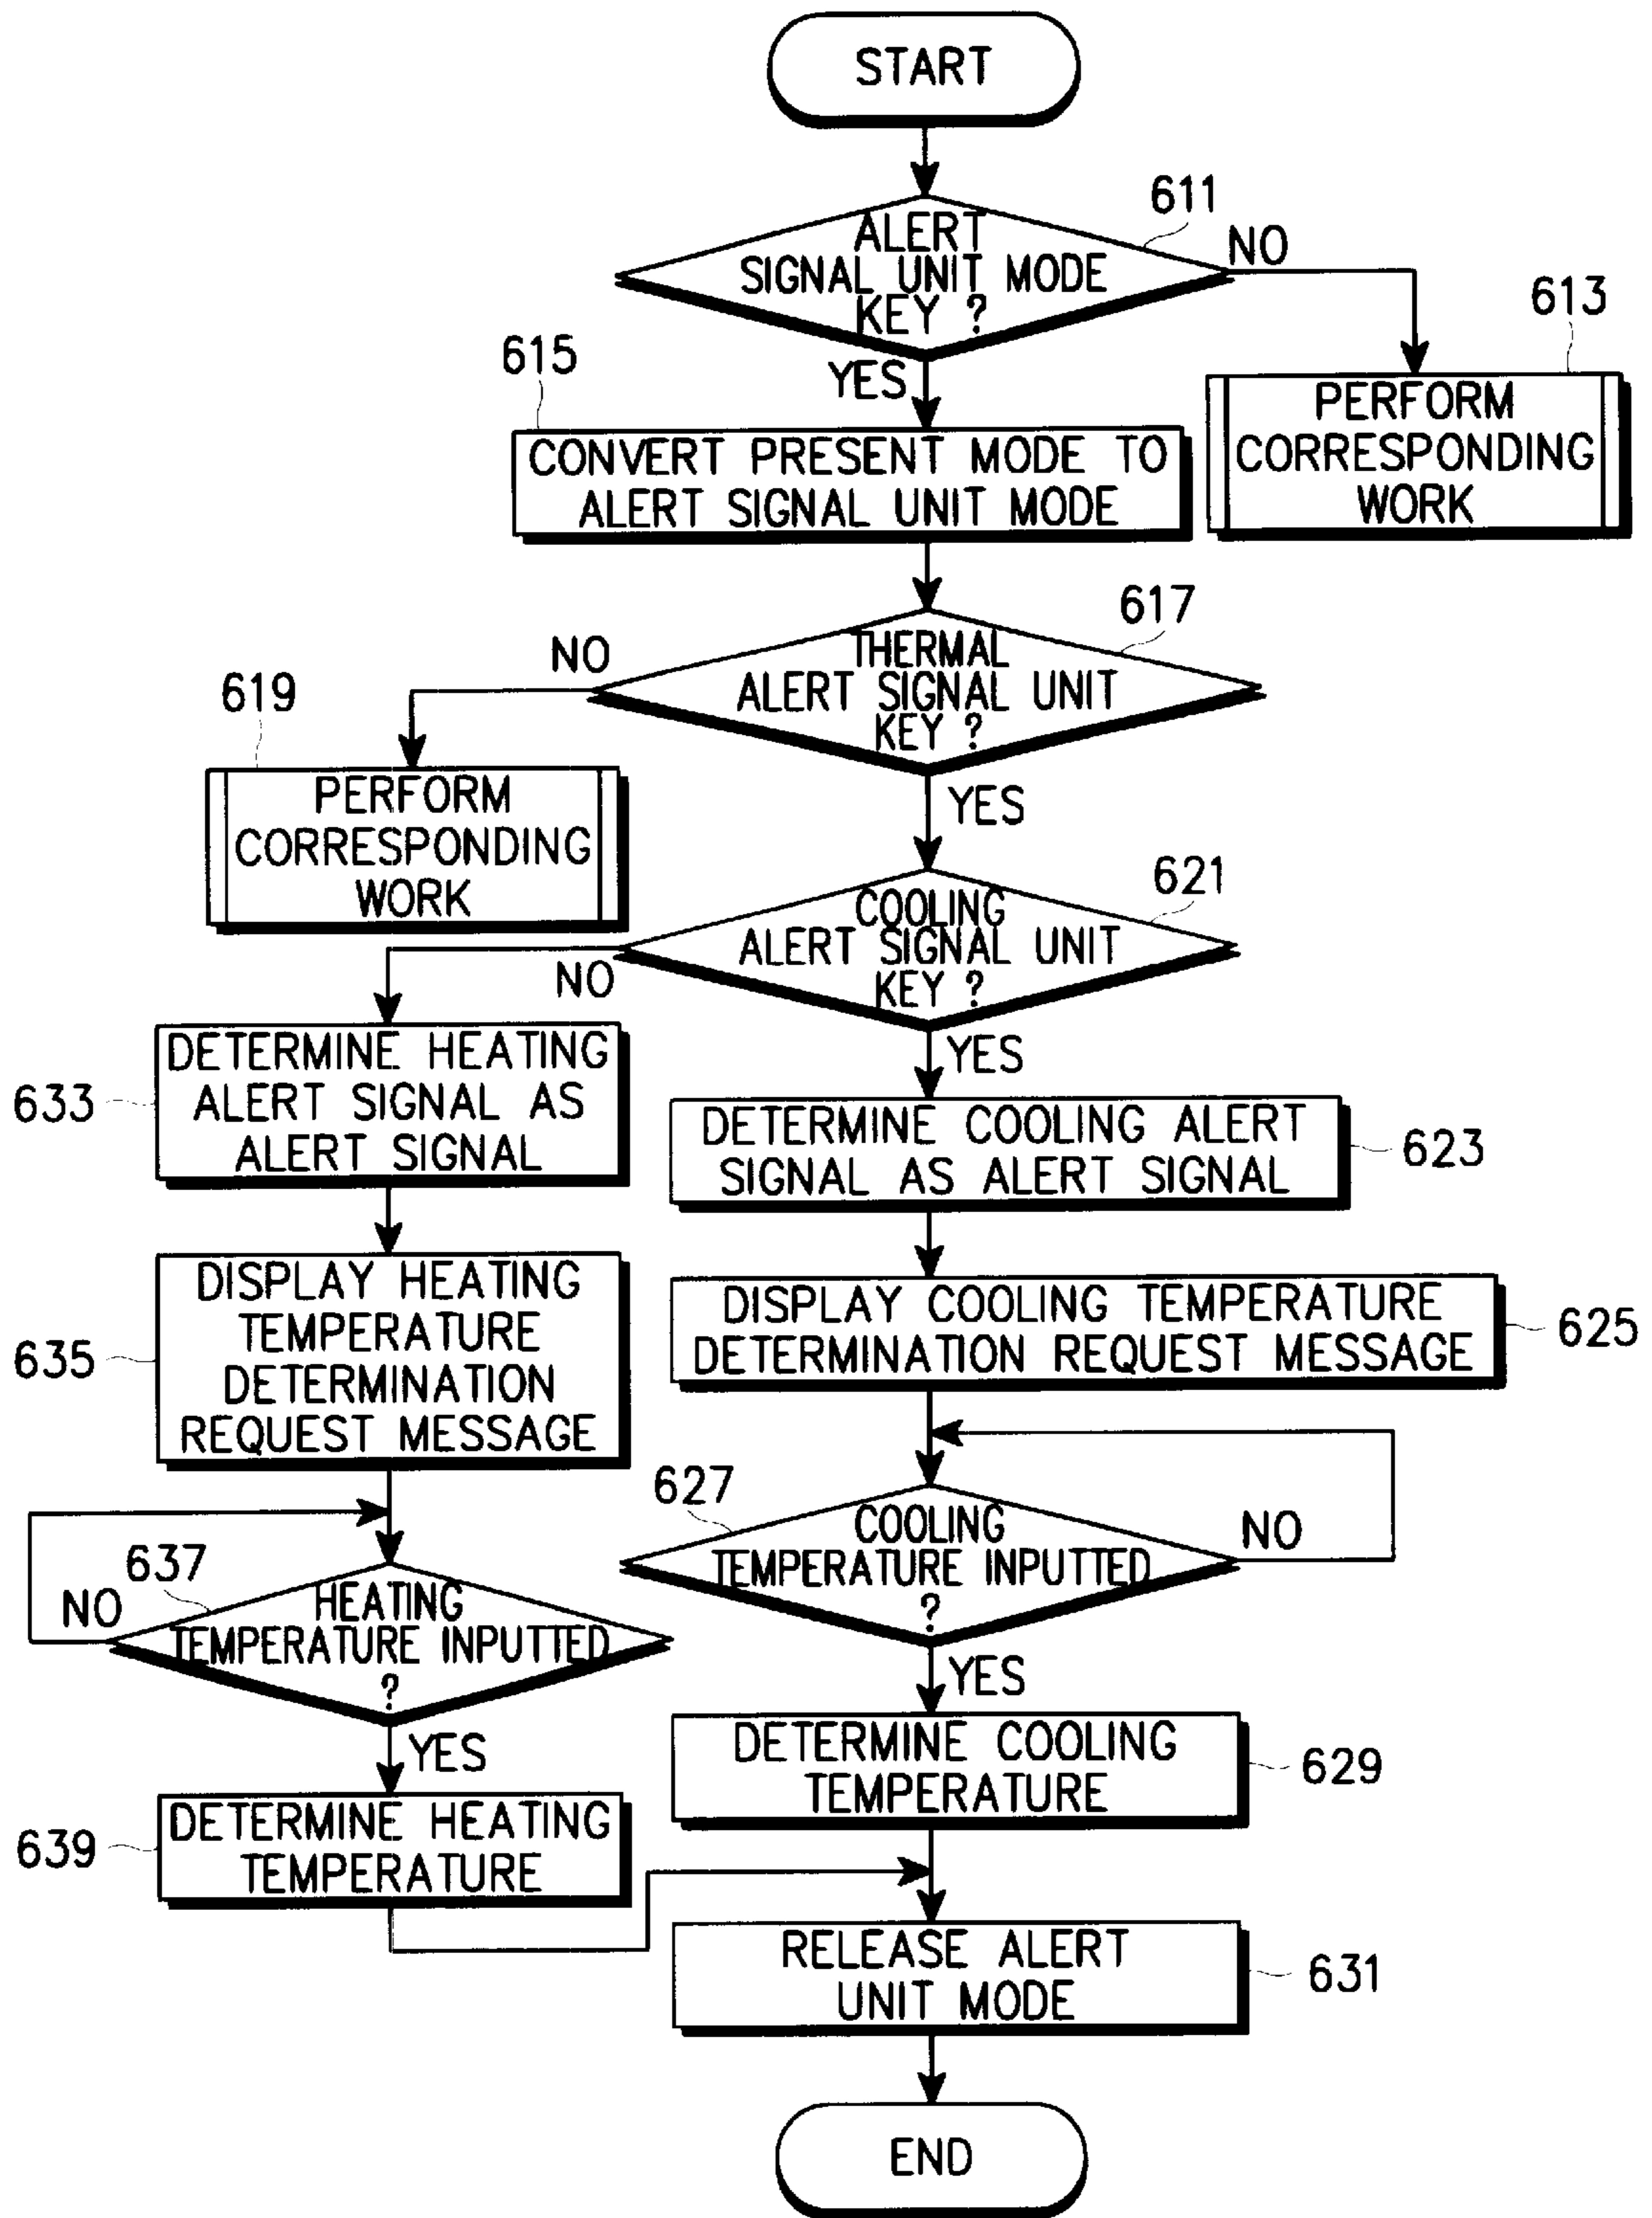 START
611
ALERT
SIGNAL UNIT MODE
KEY ?
NO
613
PERFORM
CORRESPONDING
WORK
YES
615
CONVERT PRESENT MODE TO
ALERT SIGNAL UNIT MODE
617
THERMAL
ALERT SIGNAL UNIT
KEY ?
NO
619
PERFORM
CORRESPONDING
WORK
YES
621
COOLING
ALERT SIGNAL UNIT
KEY ?
NO
YES
633
DETERMINE HEATING
ALERT SIGNAL AS
ALERT SIGNAL
DETERMINE COOLING ALERT
SIGNAL AS ALERT SIGNAL
623
635
DISPLAY HEATING
TEMPERATURE
DETERMINATION
REQUEST MESSAGE
DISPLAY COOLING TEMPERATURE
DETERMINATION REQUEST MESSAGE
625
627
COOLING
TEMPERATURE INPUTTED
?
NO
637
HEATING
TEMPERATURE INPUTTED
?
NO
YES
YES
DETERMINE COOLING
TEMPERATURE
629
639
DETERMINE HEATING
TEMPERATURE
RELEASE ALERT
UNIT MODE
631
END